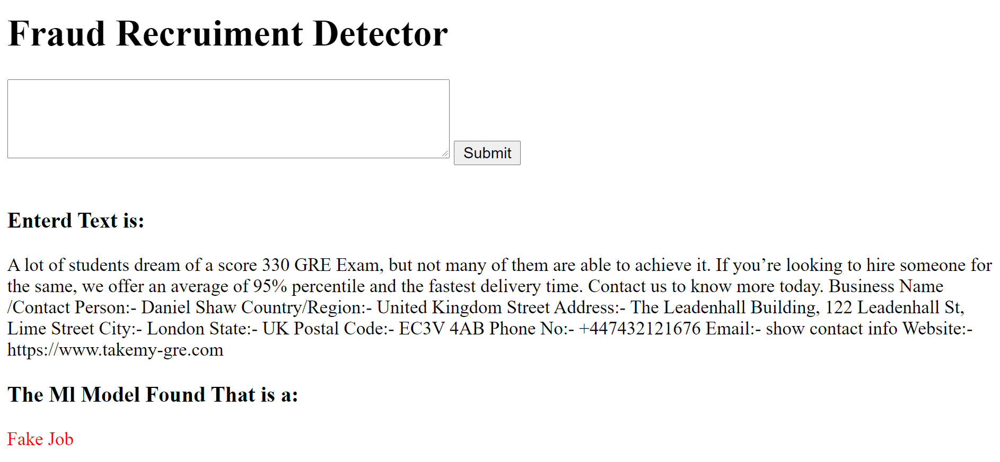 Fraud Recruiment Detector
Submit
Enterd Text is:
A lot of students dream of a score 330 GRE Exam, but not many of them are able to achieve it. If you’re looking to hire someone for
the same, we offer an average of 95% percentile and the fastest delivery time. Contact us to know more today. Business Name
/Contact Person:- Daniel Shaw Country/Region:- United Kingdom Street Address:- The Leadenhall Building, 122 Leadenhall St,
Lime Street City:- London State:- UK Postal Code:- EC3V 4AB Phone No:- +447432121676 Email:- show contact info Website:-
https://www.takemy-gre.com
The Ml Model Found That is a:
Fake Job